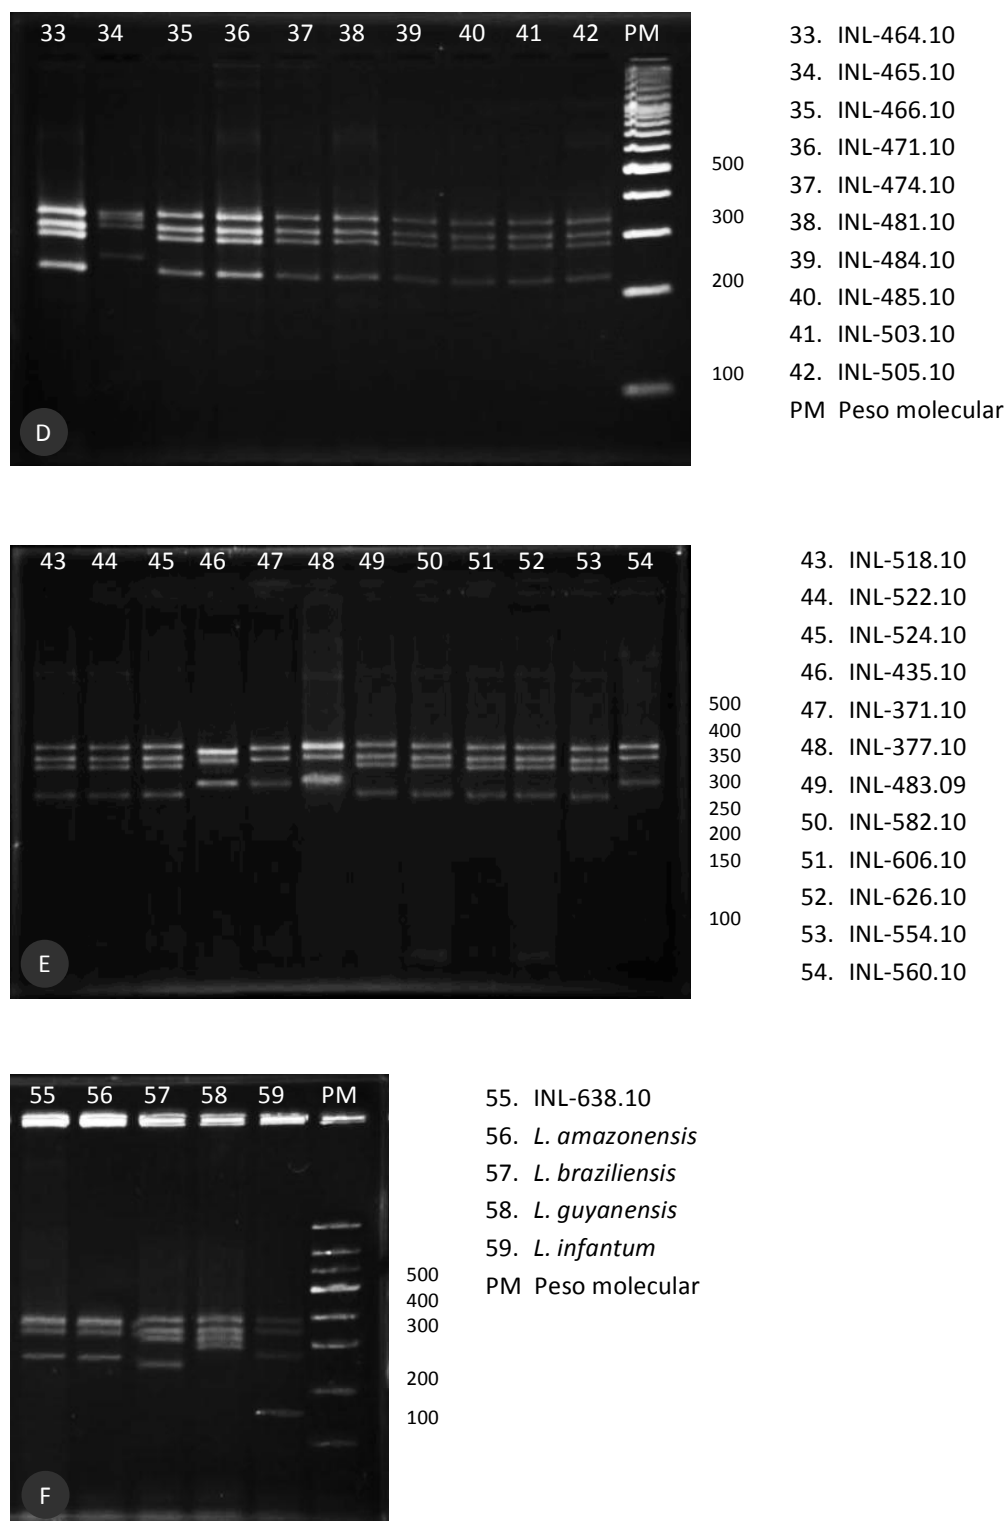 33 34 35 36 37 38 39 40 41 42 PM
500
300
200
100
D
33. INL-464.10
34. INL-465.10
35. INL-466.10
36. INL-471.10
37. INL-474.10
38. INL-481.10
39. INL-484.10
40. INL-485.10
41. INL-503.10
42. INL-505.10
PM Peso molecular
43 44 45 46 47 48 49 50 51 52 53 54
500
400
350
300
250
200
150
100
E
43. INL-518.10
44. INL-522.10
45. INL-524.10
46. INL-435.10
47. INL-371.10
48. INL-377.10
49. INL-483.09
50. INL-582.10
51. INL-606.10
52. INL-626.10
53. INL-554.10
54. INL-560.10
55 56 57 58 59 PM
500
400
300
200
100
F
55. INL-638.10
56. L. amazonensis
57. L. braziliensis
58. L. guyanensis
59. L. infantum
PM Peso molecular